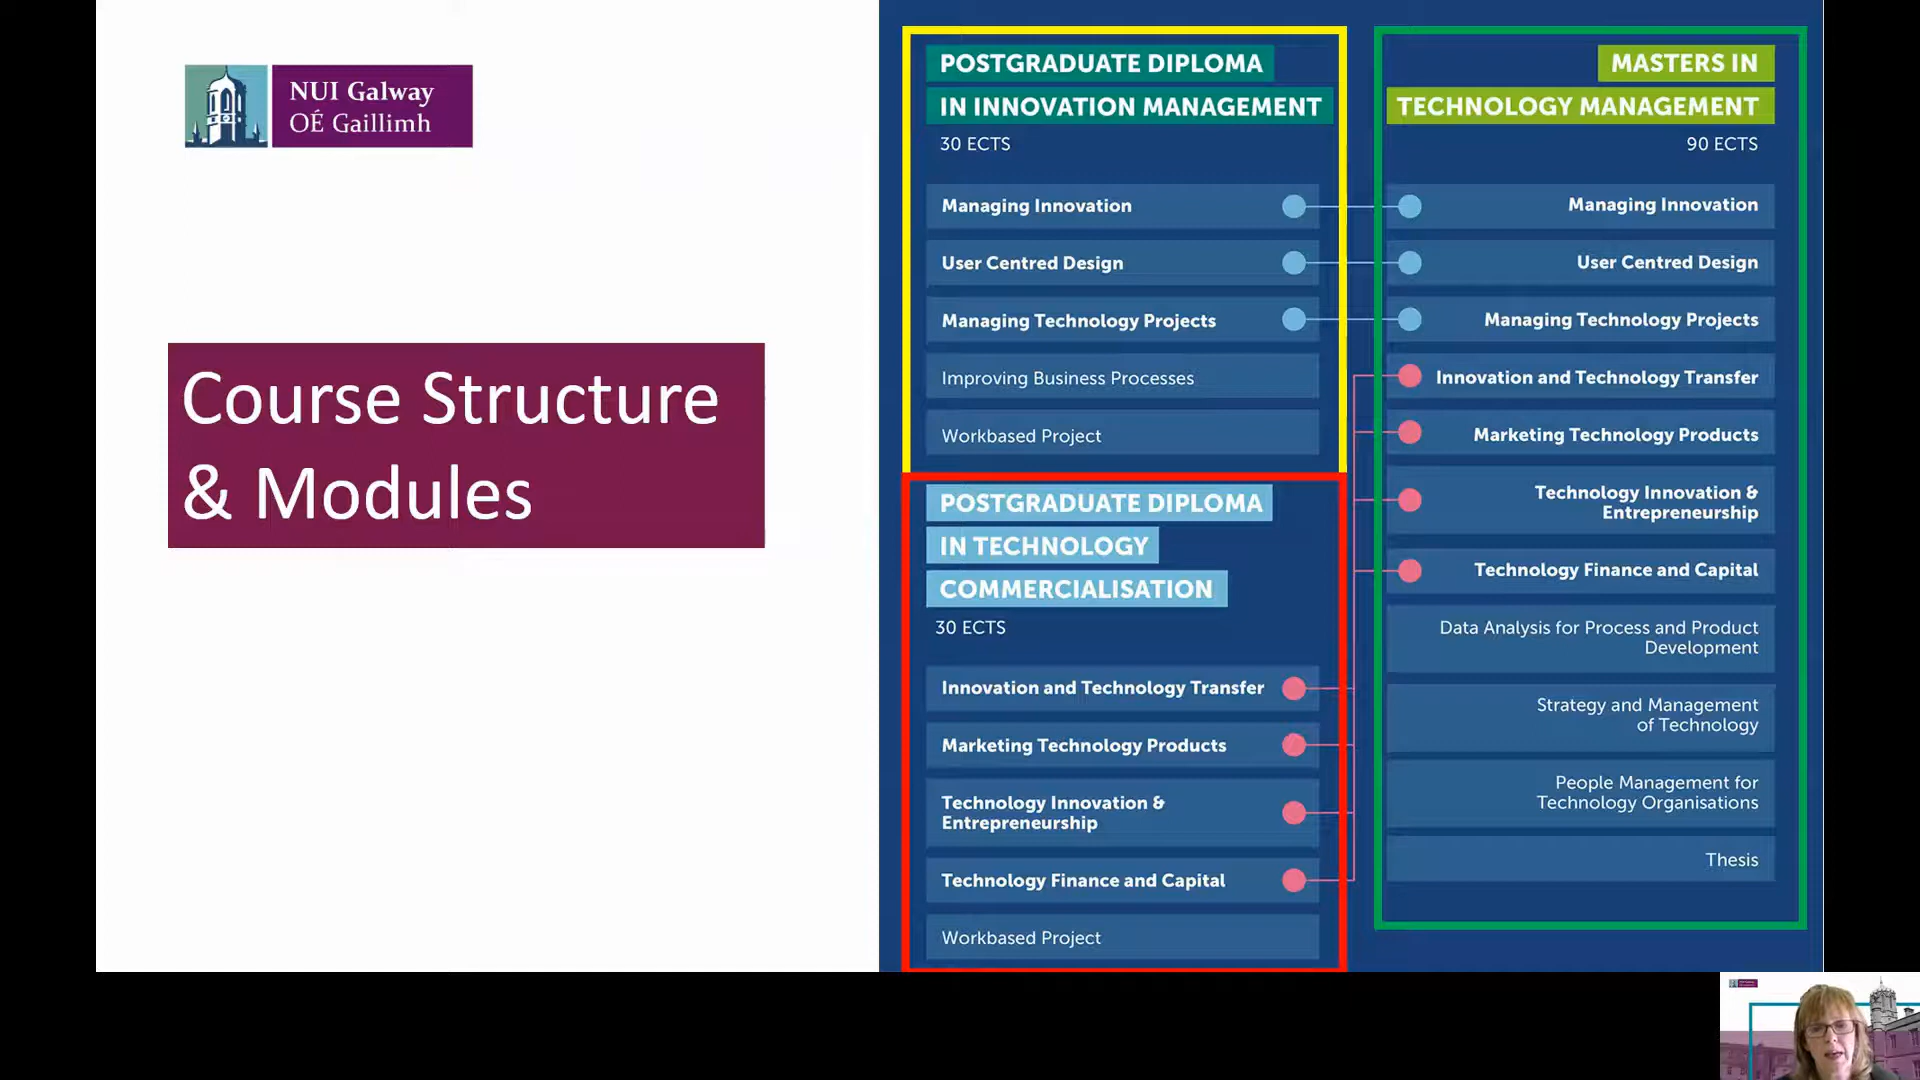 NUI Galway
OÉ Gaillimh
Course Structure
& Modules
POSTGRADUATE DIPLOMA
IN INNOVATION MANAGEMENT
30 ECTS
Managing Innovation
User Centred Design
Managing Technology Projects
Improving Business Processes
Workbased Project
POSTGRADUATE DIPLOMA
IN TECHNOLOGY
COMMERCIALISATION
30 ECTS
Innovation and Technology Transfer
Marketing Technology Products
Technology Innovation &
Entrepreneurship
Technology Finance and Capital
Workbased Project
MASTERS IN
TECHNOLOGY MANAGEMENT
90 ECTS
Managing Innovation
User Centred Design
Managing Technology Projects
Innovation and Technology Transfer
Marketing Technology Products
Technology Innovation &
Entrepreneurship
Technology Finance and Capital
Data Analysis for Process and Product
Development
Strategy and Management
of Technology
People Management for
Technology Organisations
Thesis